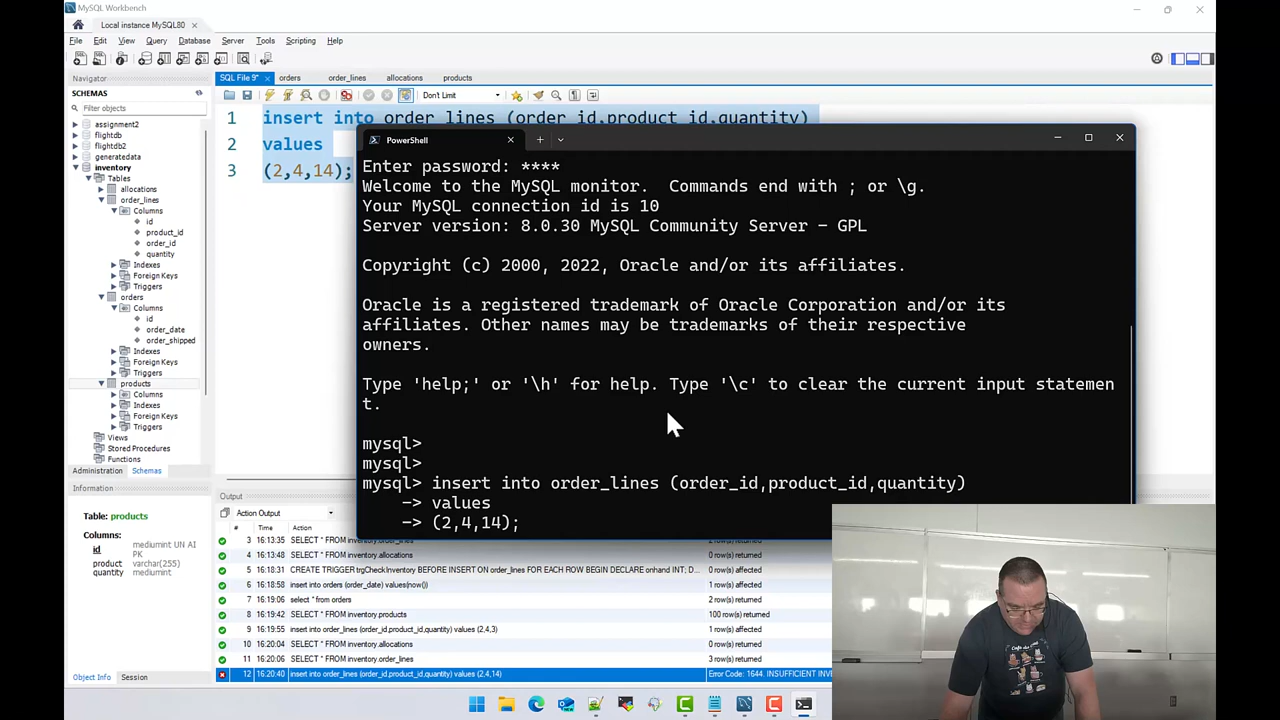 MySQL Workbench
Local instance MySQL80
File Edit View Query Database Server Tools Scripting Help
Navigator
SCHEMAS
Filter objects
assignment2
flightdb
flightdb2
generatedata
inventory
Tables
allocations
order_lines
Columns
id
product_id
order_id
quantity
Indexes
Foreign Keys
Triggers
orders
Columns
id
order_date
order_shipped
Indexes
Foreign Keys
Triggers
products
Columns
Indexes
Foreign Keys
Triggers
Views
Stored Procedures
Functions
Administration Schemas
Information
Table: products
Columns:
id mediumint UN AI
PK
product varchar(255)
quantity mediumint
Object Info Session
SQL File 9* orders order_lines allocations products
Don't Limit
1 insert into order_lines (order_id,product_id,quantity)
2 values
3 (2,4,14);
PowerShell
Enter password: ****
Welcome to the MySQL monitor.  Commands end with ; or \g.
Your MySQL connection id is 10
Server version: 8.0.30 MySQL Community Server – GPL
Copyright (c) 2000, 2022, Oracle and/or its affiliates.
Oracle is a registered trademark of Oracle Corporation and/or its
affiliates. Other names may be trademarks of their respective
owners.
Type 'help;' or '\h' for help. Type '\c' to clear the current input statemen
t.
mysql>
mysql>
mysql> insert into order_lines (order_id,product_id,quantity)
-> values
-> (2,4,14);
Output
Action Output
# Time Action
3 16:13:35 SELECT * FROM inventory.order_lines
4 16:13:48 SELECT * FROM inventory.allocations 0 row(s) returned
5 16:18:31 CREATE TRIGGER trgCheckInventory BEFORE INSERT ON order_lines FOR EACH ROW BEGIN DECLARE onhand INT; D... 0 row(s) affected
6 16:18:58 insert into orders (order_date) values(now()) 1 row(s) affected
7 16:19:06 select * from orders 2 row(s) returned
8 16:19:42 SELECT * FROM inventory.products 100 row(s) returned
9 16:19:55 insert into order_lines (order_id,product_id,quantity) values (2,4,3) 1 row(s) affected
10 16:20:04 SELECT * FROM inventory.allocations 0 row(s) returned
11 16:20:06 SELECT * FROM inventory.order_lines 3 row(s) returned
12 16:20:40 insert into order_lines (order_id,product_id,quantity) values (2,4,14) Error Code: 1644. INSUFFICIENT INV